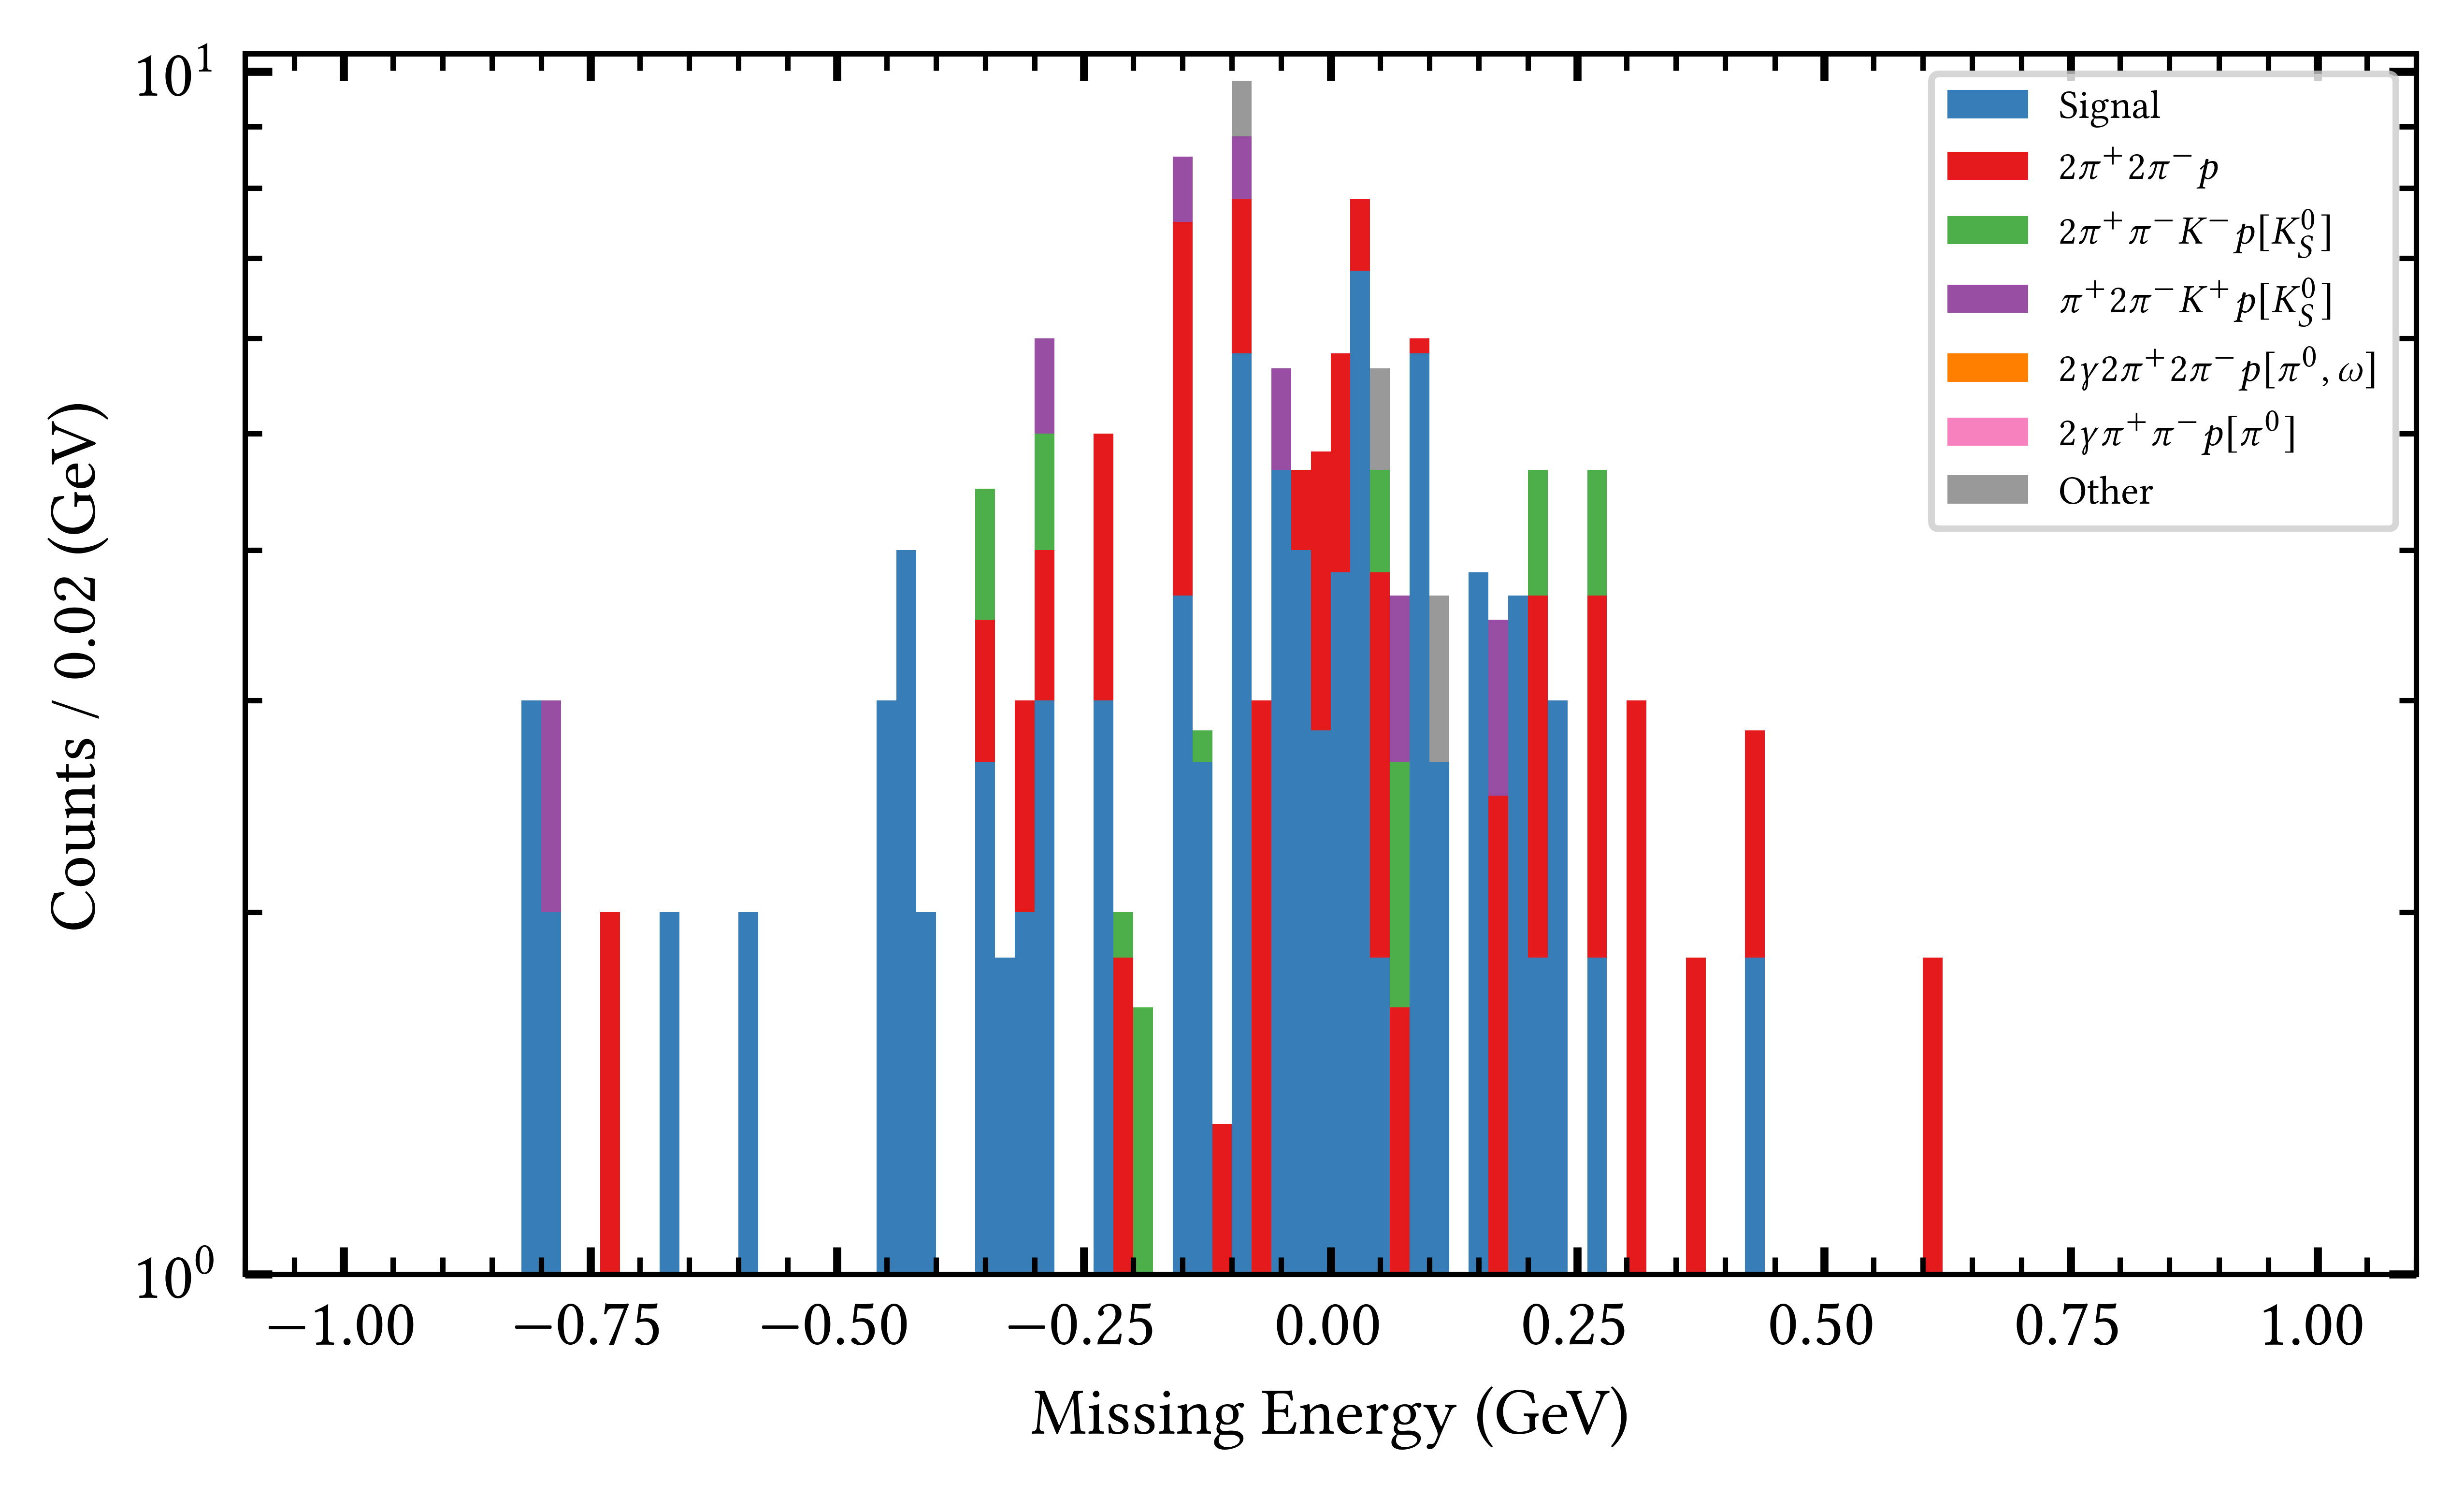 10¹
10⁰
Counts / 0.02 (GeV)
Signal
2π⁺2π⁻p
2π⁺π⁻K⁻p[K_S⁰]
π⁺2π⁻K⁺p[K_S⁰]
2γ2π⁺2π⁻p[π⁰, ω]
2γπ⁺π⁻p[π⁰]
Other
−1.00 −0.75 −0.50 −0.25 0.00 0.25 0.50 0.75 1.00
Missing Energy (GeV)